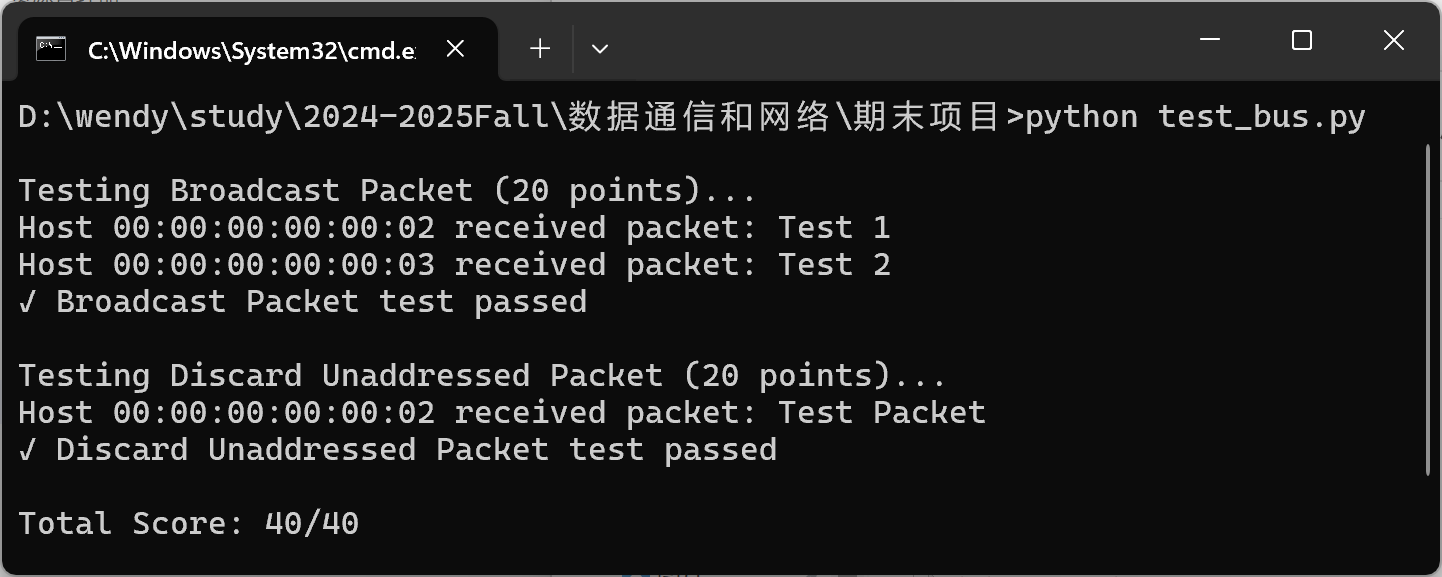 C:\Windows\System32\cmd.e
D:\wendy\study\2024-2025Fall\数据通信和网络\期末项目>python test_bus.py
Testing Broadcast Packet (20 points)...
Host 00:00:00:00:00:02 received packet: Test 1
Host 00:00:00:00:00:03 received packet: Test 2
√ Broadcast Packet test passed
Testing Discard Unaddressed Packet (20 points)...
Host 00:00:00:00:00:02 received packet: Test Packet
√ Discard Unaddressed Packet test passed
Total Score: 40/40